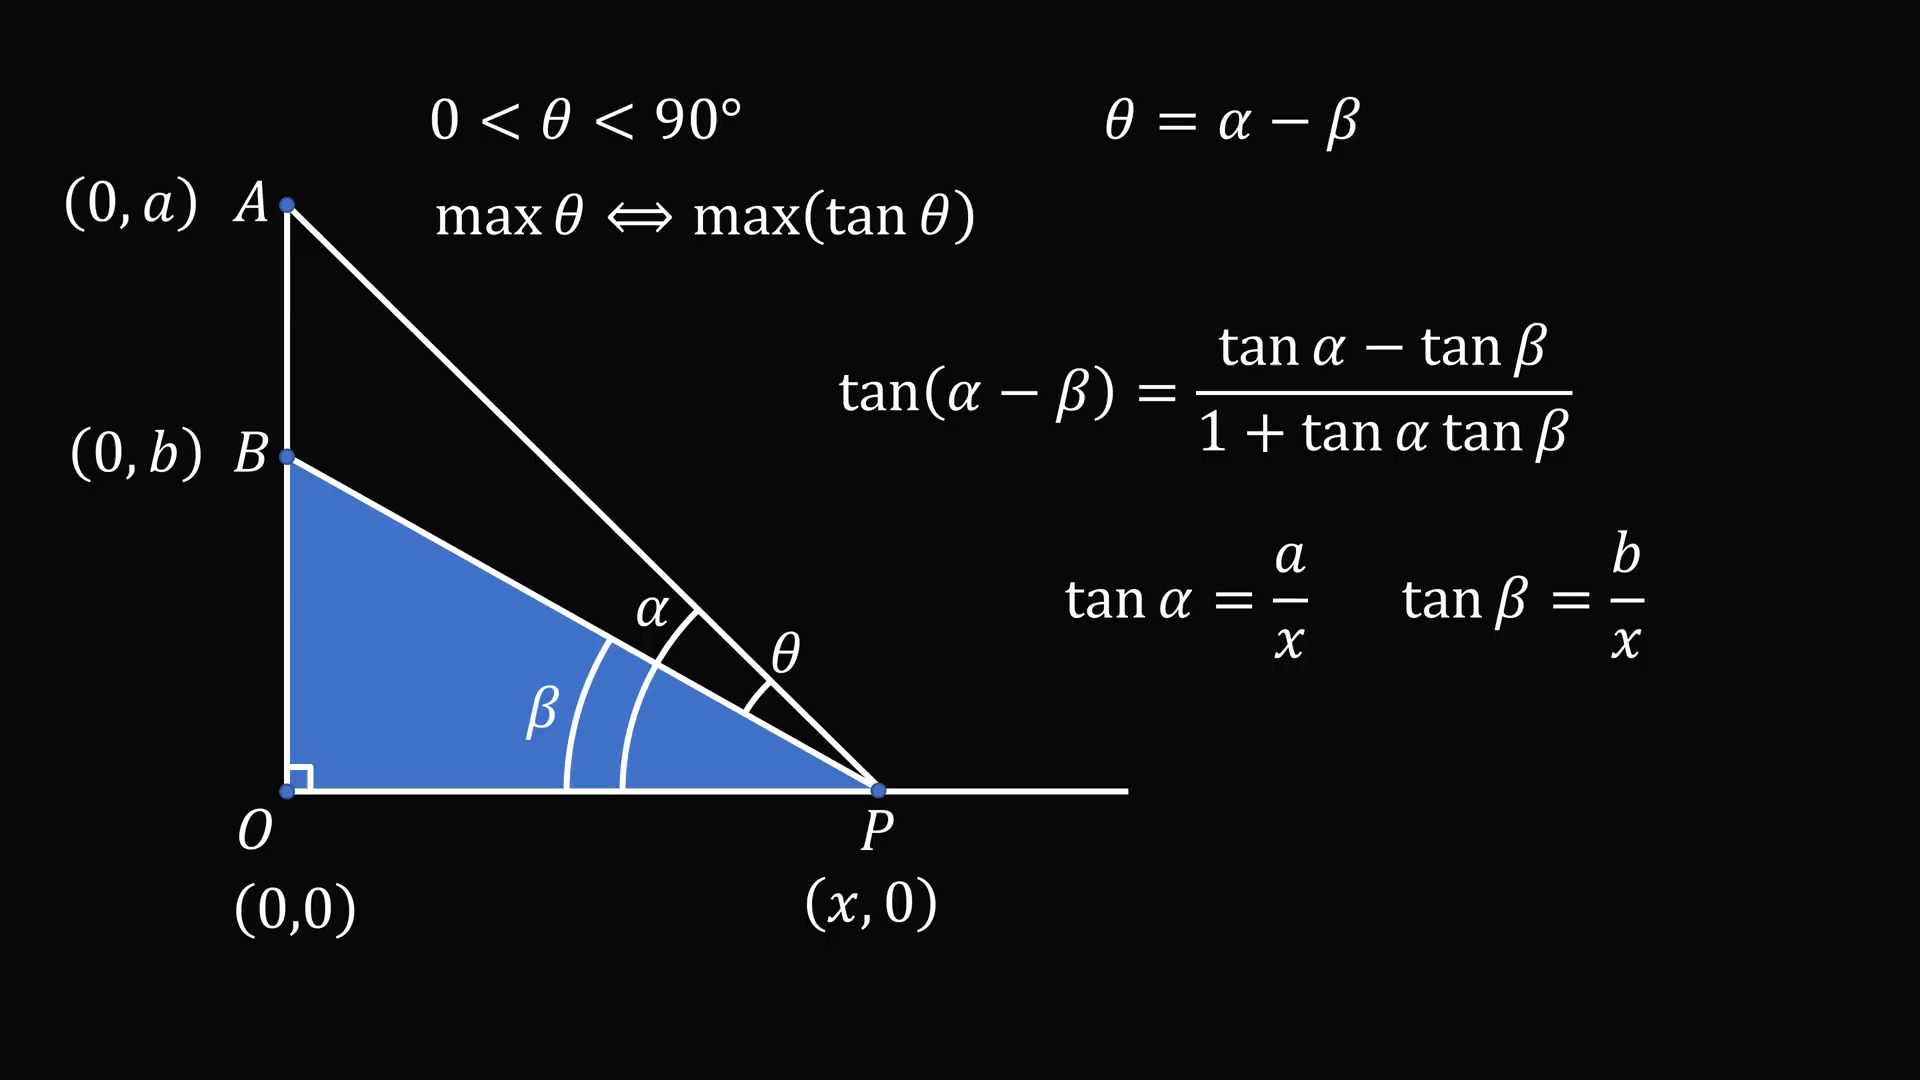 0 < θ < 90°
θ = α − β
(0, a) A
max θ ⟺ max(tan θ)
tan(α − β) = (tan α − tan β)/(1 + tan α tan β)
(0, b) B
tan α = a/x
tan β = b/x
α
θ
β
O
P
(0,0)
(x, 0)